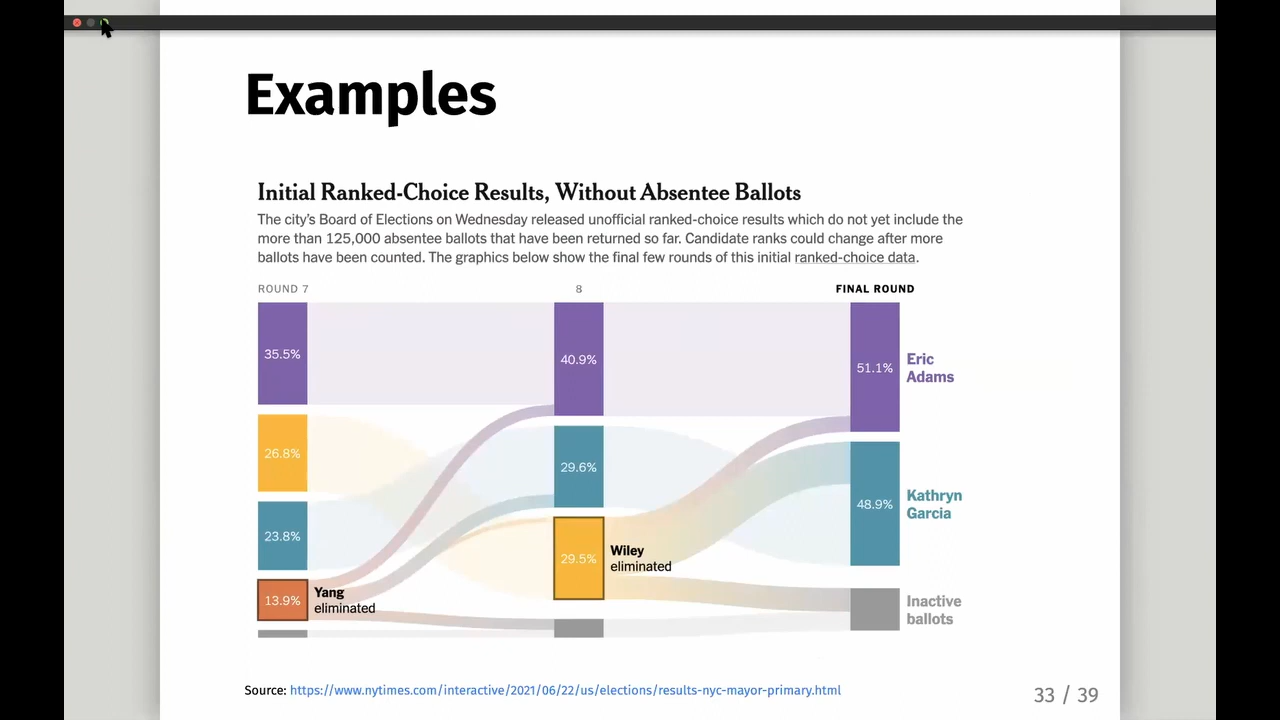 Examples
Initial Ranked-Choice Results, Without Absentee Ballots
The city's Board of Elections on Wednesday released unofficial ranked-choice results which do not yet include the
more than 125,000 absentee ballots that have been returned so far. Candidate ranks could change after more
ballots have been counted. The graphics below show the final few rounds of this initial ranked-choice data.
ROUND 7
8
FINAL ROUND
35.5%
40.9%
51.1%
Eric
Adams
26.8%
29.6%
23.8%
48.9%
Kathryn
Garcia
29.5%
Wiley
eliminated
13.9%
Yang
eliminated
Inactive
ballots
Source: https://www.nytimes.com/interactive/2021/06/22/us/elections/results-nyc-mayor-primary.html
33 / 39